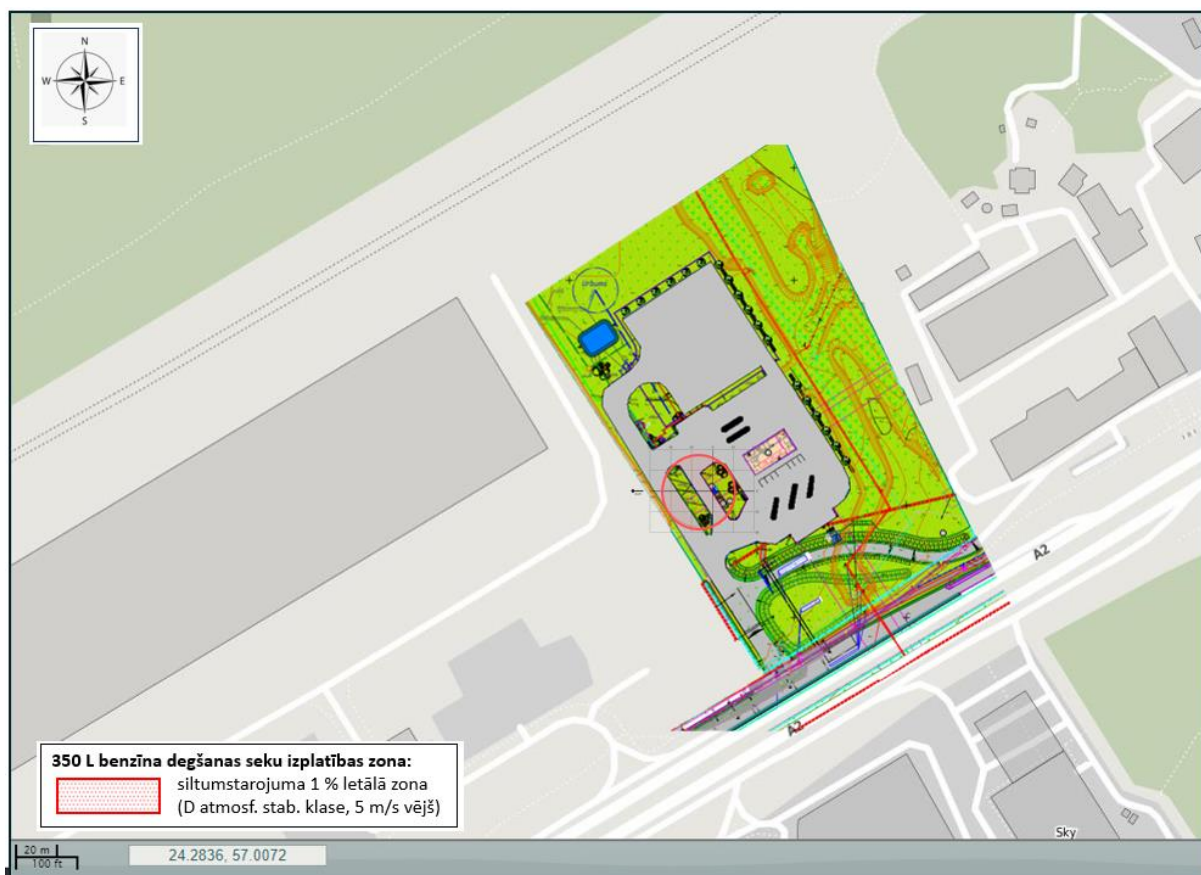 N
W E
S
urbums
A2
A2
350 L benzīna degšanas seku izplatības zona:
siltumstarojuma 1 % letālā zona
(D atmosf. stab. klase, 5 m/s vējš)
Sky
20 m
100 ft
24.2836, 57.0072